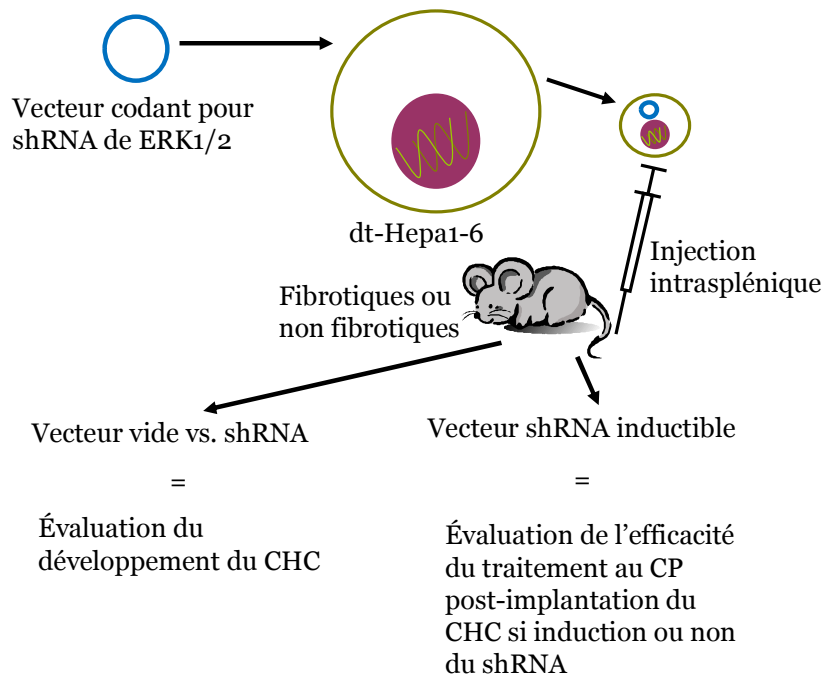 Vecteur codant pour
shRNA de ERK1/2
dt-Hepa1-6
Injection
intrasplénique
Fibrotiques ou
non fibrotiques
Vecteur vide vs. shRNA
=
Évaluation du
développement du CHC
Vecteur shRNA inductible
=
Évaluation de l’efficacité
du traitement au CP
post-implantation du
CHC si induction ou non
du shRNA